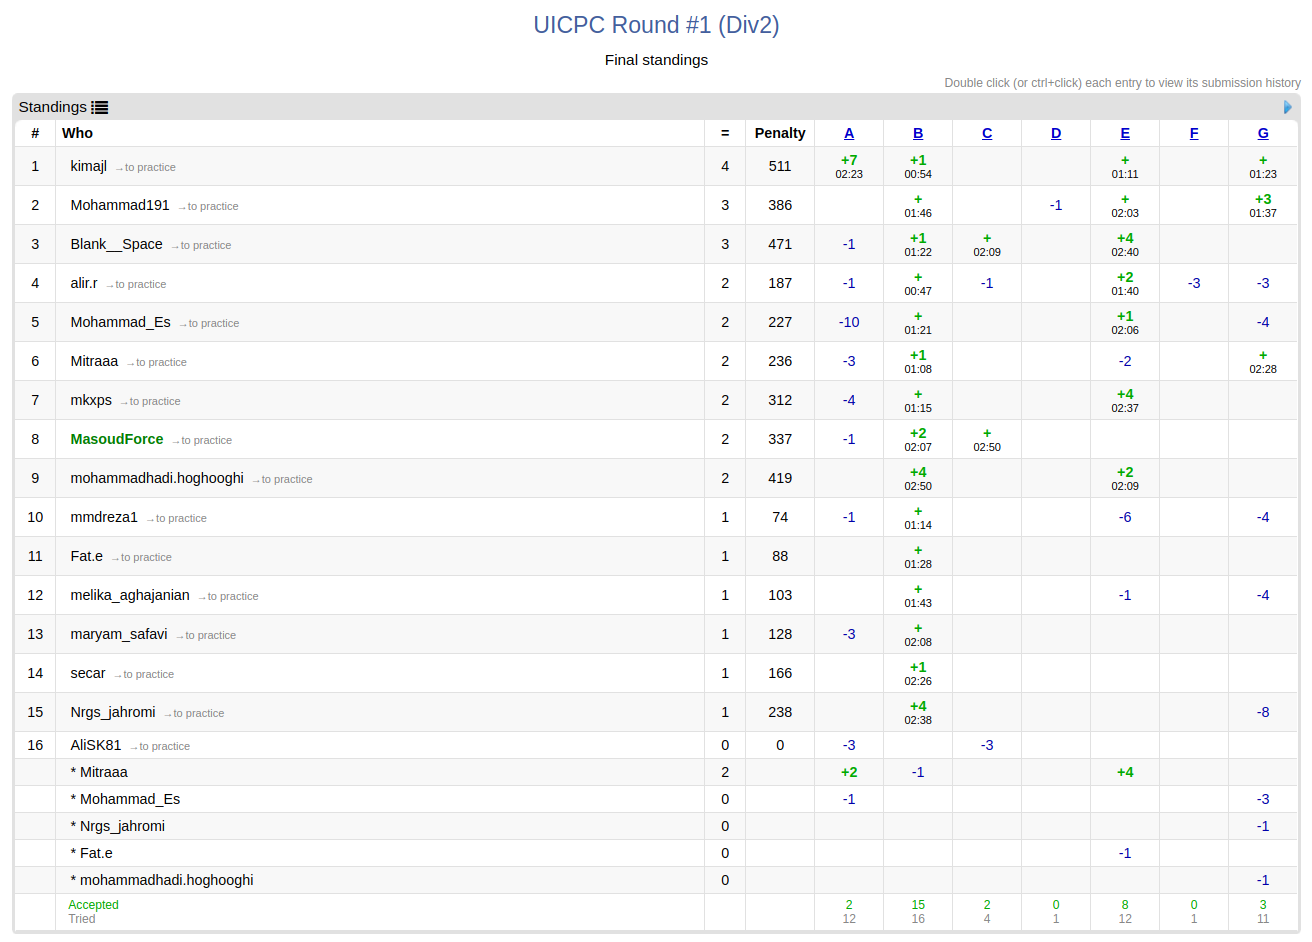 UICPC Round #1 (Div2)
Final standings
Double click (or ctrl+click) each entry to view its submission history
Standings
# Who = Penalty A B C D E F G
1 kimajl →to practice 4 511 +7 +1 + +
02:23 00:54 01:11 01:23
2 Mohammad191 →to practice 3 386 + -1 + +3
01:46 02:03 01:37
3 Blank__Space →to practice 3 471 -1 +1 + +4
01:22 02:09 02:40
4 alir.r →to practice 2 187 -1 + -1 +2 -3 -3
00:47 01:40
5 Mohammad_Es →to practice 2 227 -10 + +1 -4
01:21 02:06
6 Mitraaa →to practice 2 236 -3 +1 -2 +
01:08 02:28
7 mkxps →to practice 2 312 -4 + +4
01:15 02:37
8 MasoudForce →to practice 2 337 -1 +2 +
02:07 02:50
9 mohammadhadi.hoghooghi →to practice 2 419 +4 +2
02:50 02:09
10 mmdreza1 →to practice 1 74 -1 + -6 -4
01:14
11 Fat.e →to practice 1 88 +
01:28
12 melika_aghajanian →to practice 1 103 + -1 -4
01:43
13 maryam_safavi →to practice 1 128 -3 +
02:08
14 secar →to practice 1 166 +1
02:26
15 Nrgs_jahromi →to practice 1 238 +4 -8
02:38
16 AliSK81 →to practice 0 0 -3 -3
* Mitraaa 2 +2 -1 +4
* Mohammad_Es 0 -1 -3
* Nrgs_jahromi 0 -1
* Fat.e 0 -1
* mohammadhadi.hoghooghi 0 -1
Accepted 2 15 2 0 8 0 3
Tried 12 16 4 1 12 1 11